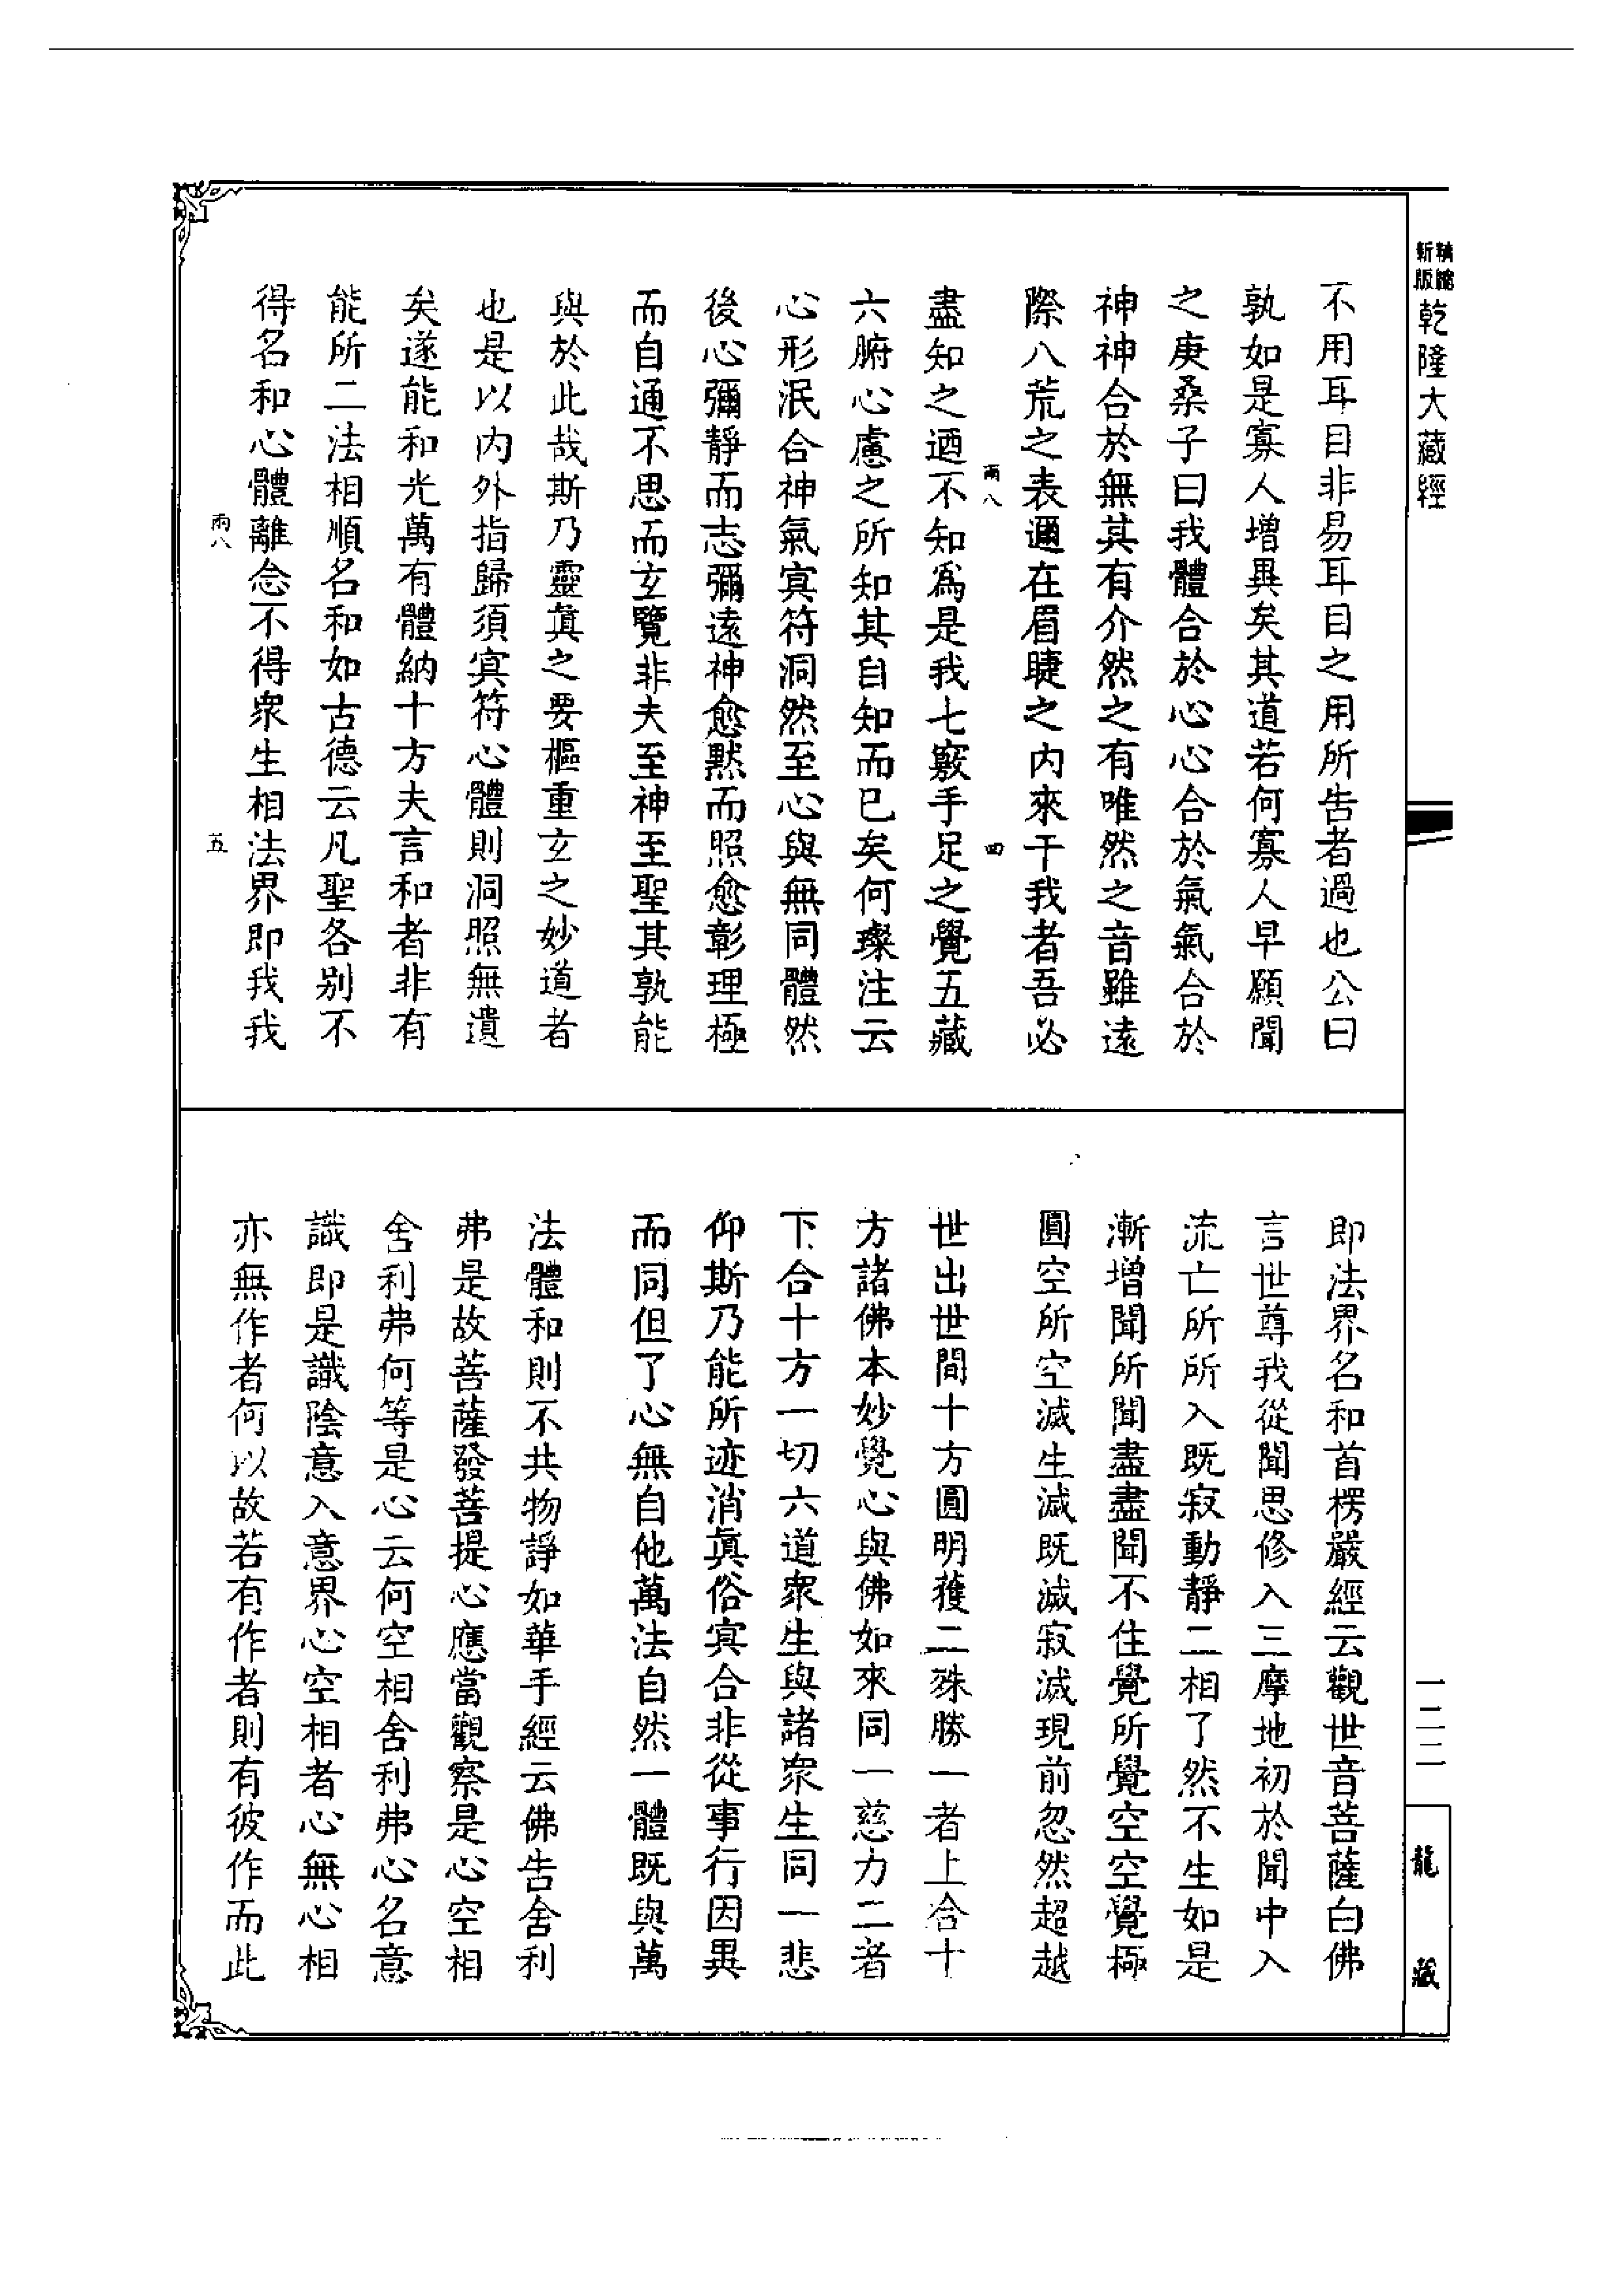 精縮新版乾隆大藏經
不用耳目非易耳目之用所告者過也公曰
孰如是寡人增異矣其道若何寡人早願聞
之庚桑子曰我體合於心心合於氣氣合於
神神合於無其有介然之有唯然之音雖遠
際八荒之表邇在眉睫之內來干我者吾必
雨八 四
盡知之迺不知為是我七竅手足之覺五藏
六腑心慮之所知其自知而已矣何璨注云
心形泯合神氣寘符洞然至心與無同體然
後心彌靜而志彌遠神愈黙而照愈彰理極
而自通不思而玄覽非夫至神至聖其孰能
與於此哉斯乃靈眞之要樞重玄之妙道者
也是以內外指歸須寘符心體則洞照無遺
矣遂能和光萬有體納十方夫言和者非有
能所二法相順名和如古德云凡聖各别不
得名和心體離念不得衆生相法界即我我
雨八 五
即法界名和首楞嚴經云觀世音菩薩白佛
言世尊我從聞思修入三摩地初於聞中入
流亡所所入既寂動靜二相了然不生如是
漸增聞所聞盡盡聞不住覺所覺空空覺極
圓空所空滅生滅既滅寂滅現前忽然超越
世出世間十方圓明獲二殊勝一者上合十
方諸佛本妙覺心與佛如來同一慈力二者
下合十方一切六道衆生與諸衆生同一悲
仰斯乃能所迹消眞俗寘合非從事行因異
而同但了心無自他萬法自然一體既與萬
法體和則不共物諍如華手經云佛告舍利
弗是故菩薩發菩提心應當觀察是心空相
舍利弗何等是心云何空相舍利弗心名意
識即是識陰意入意界心空相者心無心相
亦無作者何以故若有作者則有彼作而此
一二二
龍藏